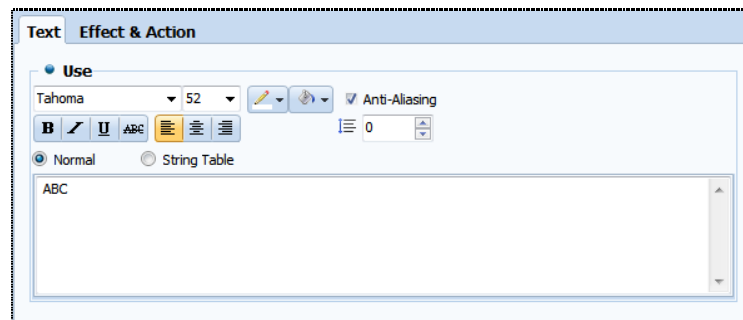 Text Effect & Action
Use
Tahoma 52 Anti-Aliasing
B I U ABC 0
Normal String Table
ABC